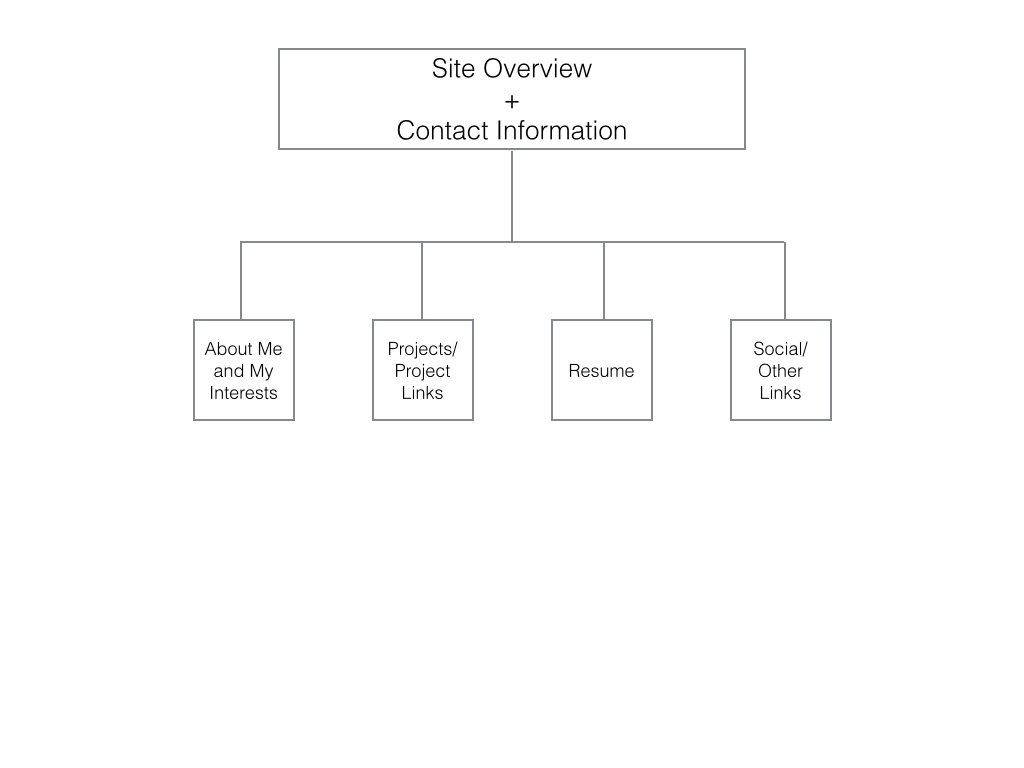 Site Overview
+
Contact Information
About Me
and My
Interests
Projects/
Project
Links
Resume
Social/
Other
Links